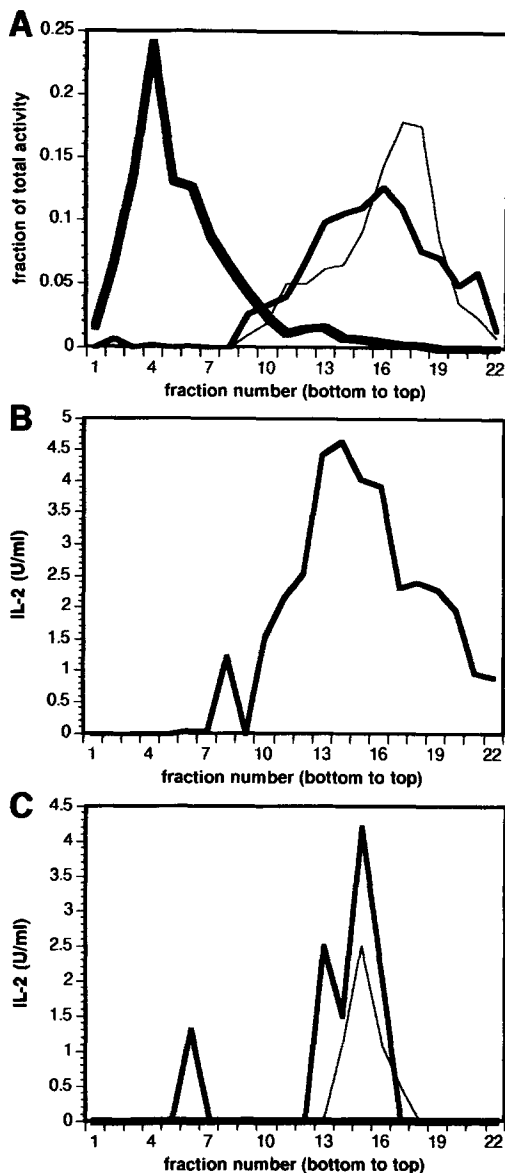 A
fraction of total activity
0.25
0.2
0.15
0.1
0.05
0
1 4 7 10 13 16 19 22
fraction number (bottom to top)
B
IL-2 (U/ml)
5
4.5
4
3.5
3
2.5
2
1.5
1
0.5
0
1 4 7 10 13 16 19 22
fraction number (bottom to top)
C
IL-2 (U/ml)
4.5
4
3.5
3
2.5
2
1.5
1
0.5
0
1 4 7 10 13 16 19 22
fraction number (bottom to top)